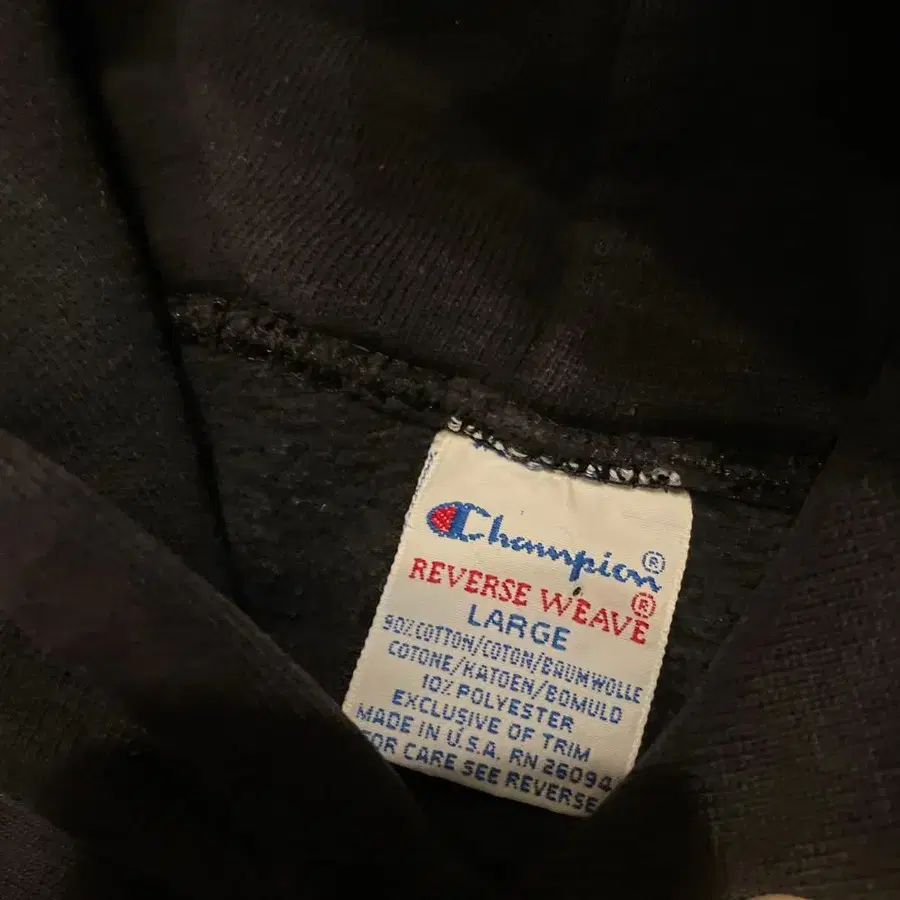 Champion®
REVERSE WEAVE®
LARGE
90% COTTON/COTON/BAUMWOLLE
COTONE/KATOEN/BOMULD
10% POLYESTER
EXCLUSIVE OF TRIM
MADE IN U.S.A. RN 26094
FOR CARE SEE REVERSE